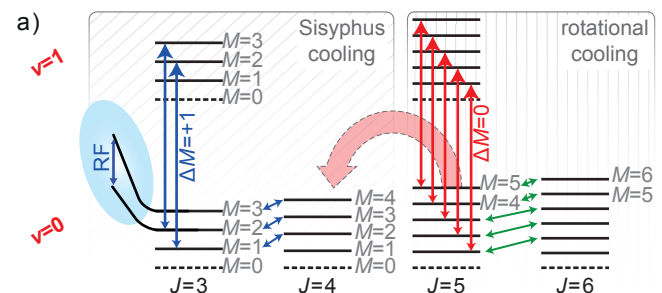 a)
Sisyphus
cooling
rotational
cooling
v=1
M=3
M=2
M=1
M=0
ΔM=+1
ΔM=0
RF
v=0
M=3
M=2
M=1
M=0
M=4
M=3
M=2
M=1
M=0
M=5
M=4
M=6
M=5
J=3
J=4
J=5
J=6